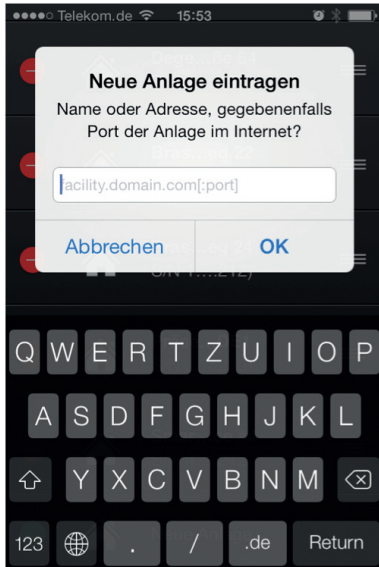 Telekom.de 15:53
Neue Anlage eintragen
Name oder Adresse, gegebenenfalls
Port der Anlage im Internet?
facility.domain.com[:port]
Abbrechen OK
Q W E R T Z U I O P
A S D F G H J K L
Y X C V B N M
123 . / .de Return